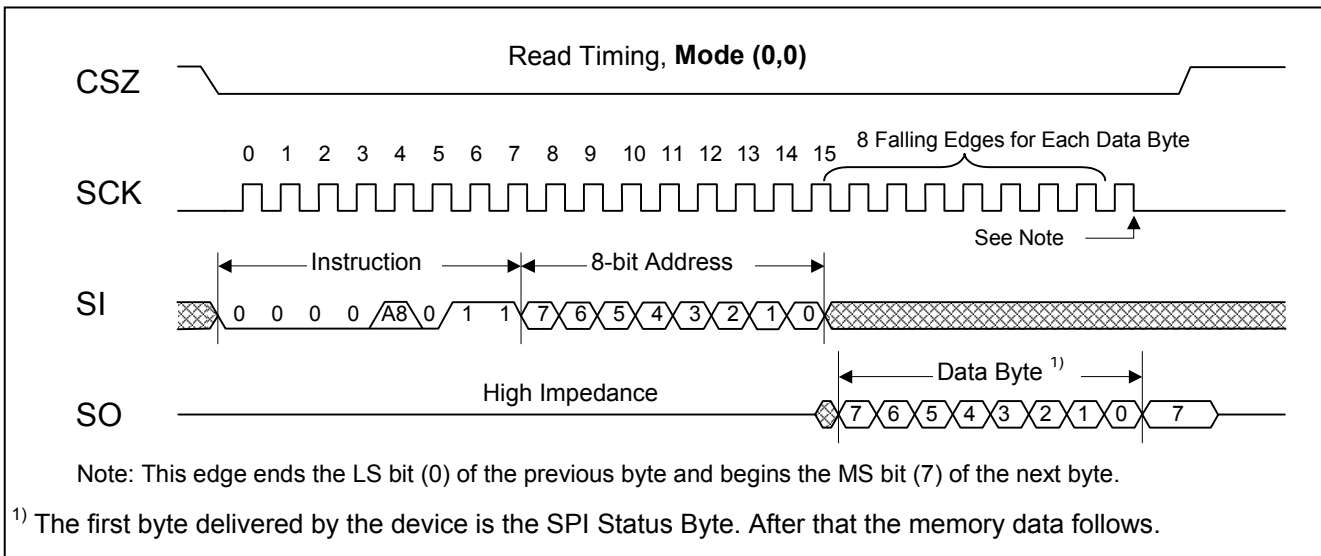 Read Timing, Mode (0,0)
CSZ
8 Falling Edges for Each Data Byte
0 1 2 3 4 5 6 7 8 9 10 11 12 13 14 15
SCK
See Note
Instruction 8-bit Address
SI 0 0 0 0 A8 0 1 1 7 6 5 4 3 2 1 0
Data Byte 1)
High Impedance
SO 7 6 5 4 3 2 1 0 7
Note: This edge ends the LS bit (0) of the previous byte and begins the MS bit (7) of the next byte.
1) The first byte delivered by the device is the SPI Status Byte. After that the memory data follows.